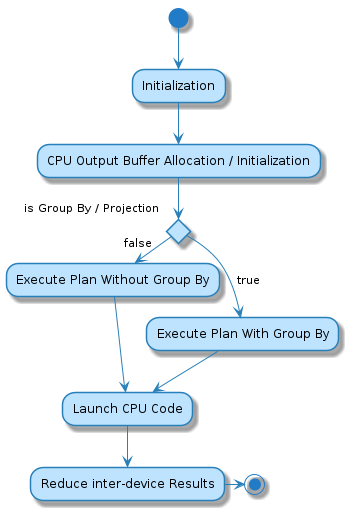 Initialization
CPU Output Buffer Allocation / Initialization
is Group By / Projection
false
true
Execute Plan Without Group By
Execute Plan With Group By
Launch CPU Code
Reduce inter-device Results